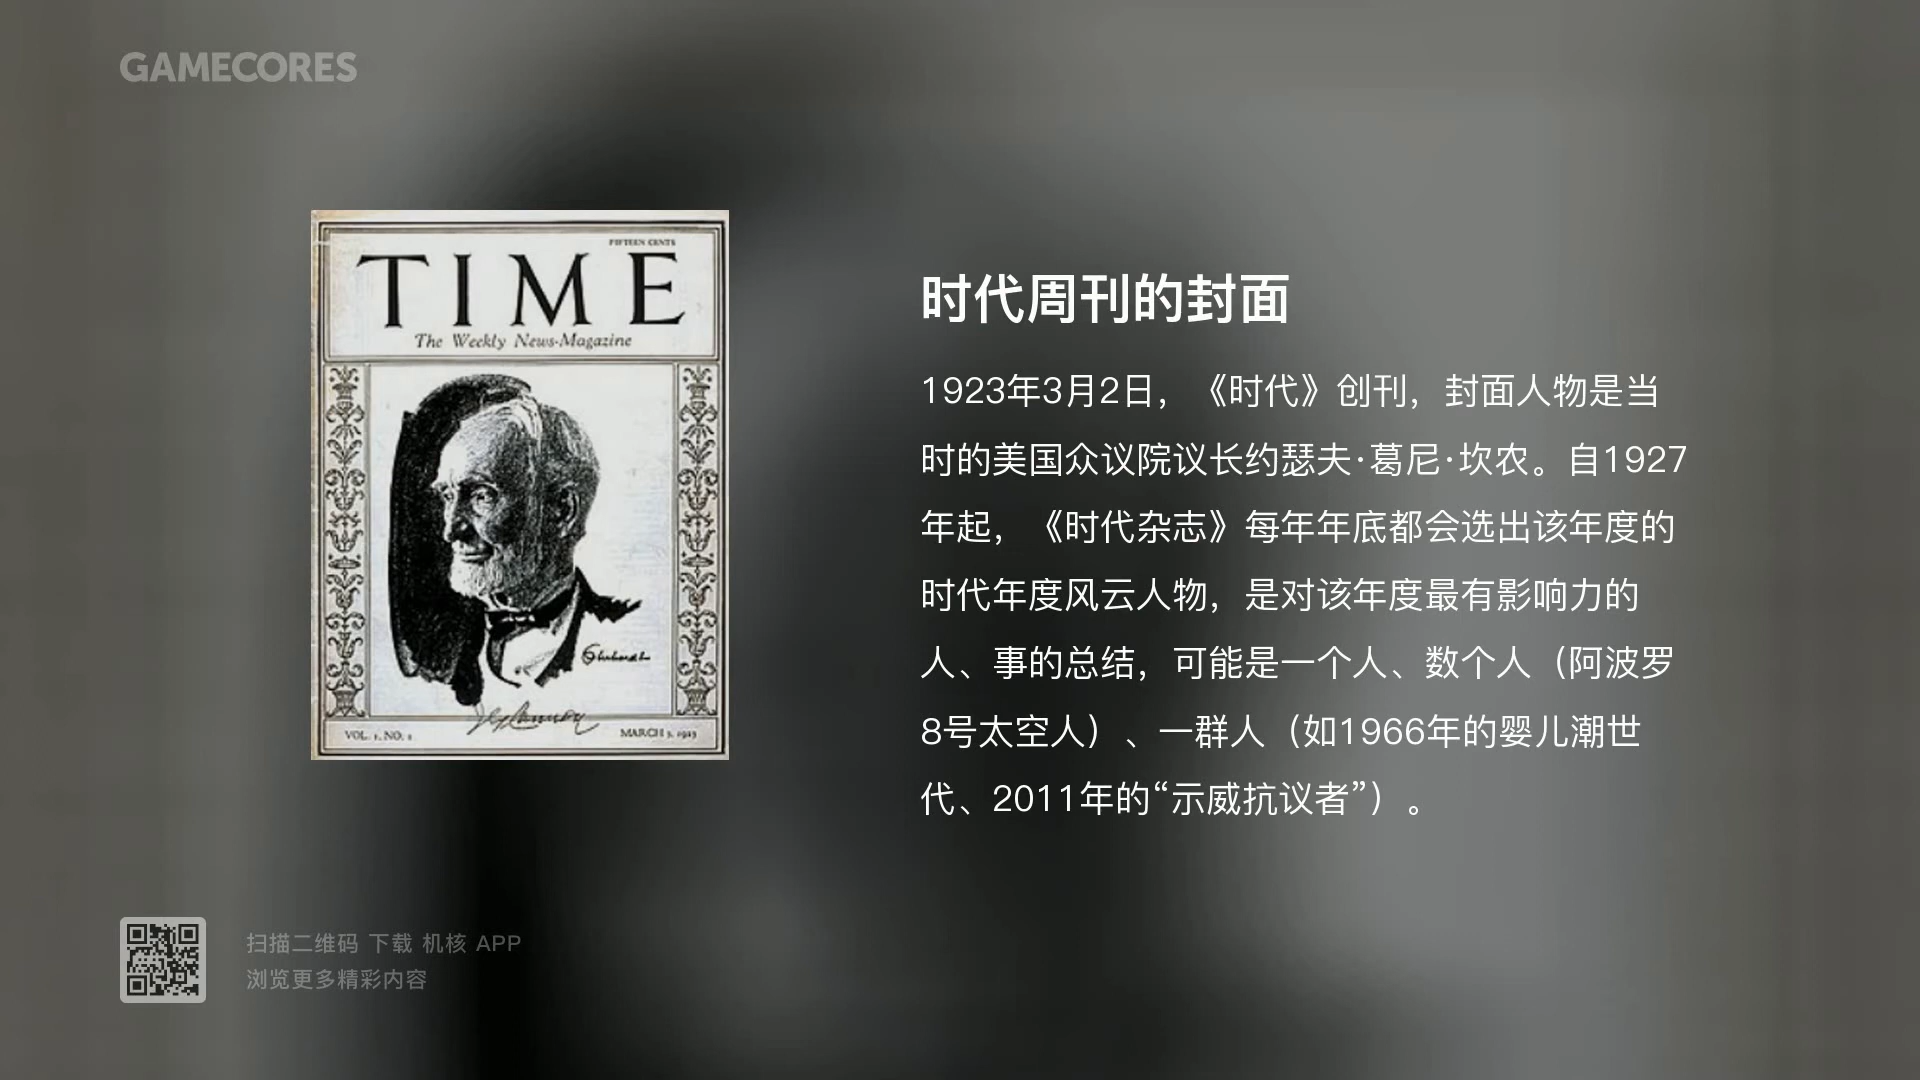 GAMECORES
FIFTEEN CENTS
TIME
The Weekly News-Magazine
VOL. 1, NO. 1
MARCH 3, 1923
时代周刊的封面
1923年3月2日，《时代》创刊，封面人物是当
时的美国众议院议长约瑟夫·葛尼·坎农。自1927
年起，《时代杂志》每年年底都会选出该年度的
时代年度风云人物，是对该年度最有影响力的
人、事的总结，可能是一个人、数个人（阿波罗
8号太空人）、一群人（如1966年的婴儿潮世
代、2011年的“示威抗议者”）。
扫描二维码 下载 机核 APP
浏览更多精彩内容